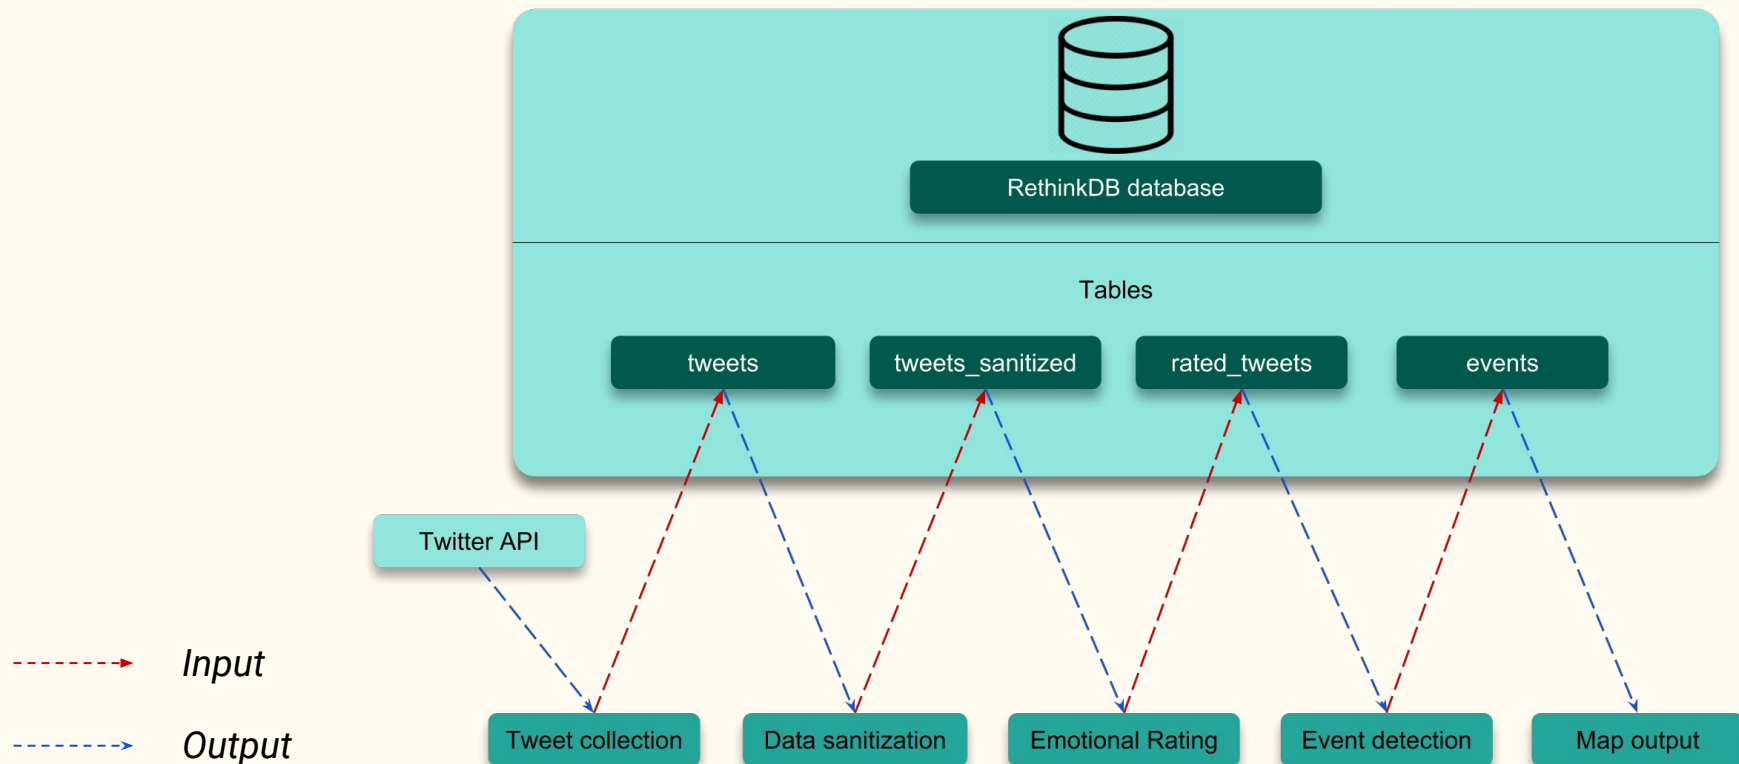 RethinkDB database
Tables
tweets
tweets_sanitized
rated_tweets
events
Twitter API
Input
Output
Tweet collection
Data sanitization
Emotional Rating
Event detection
Map output